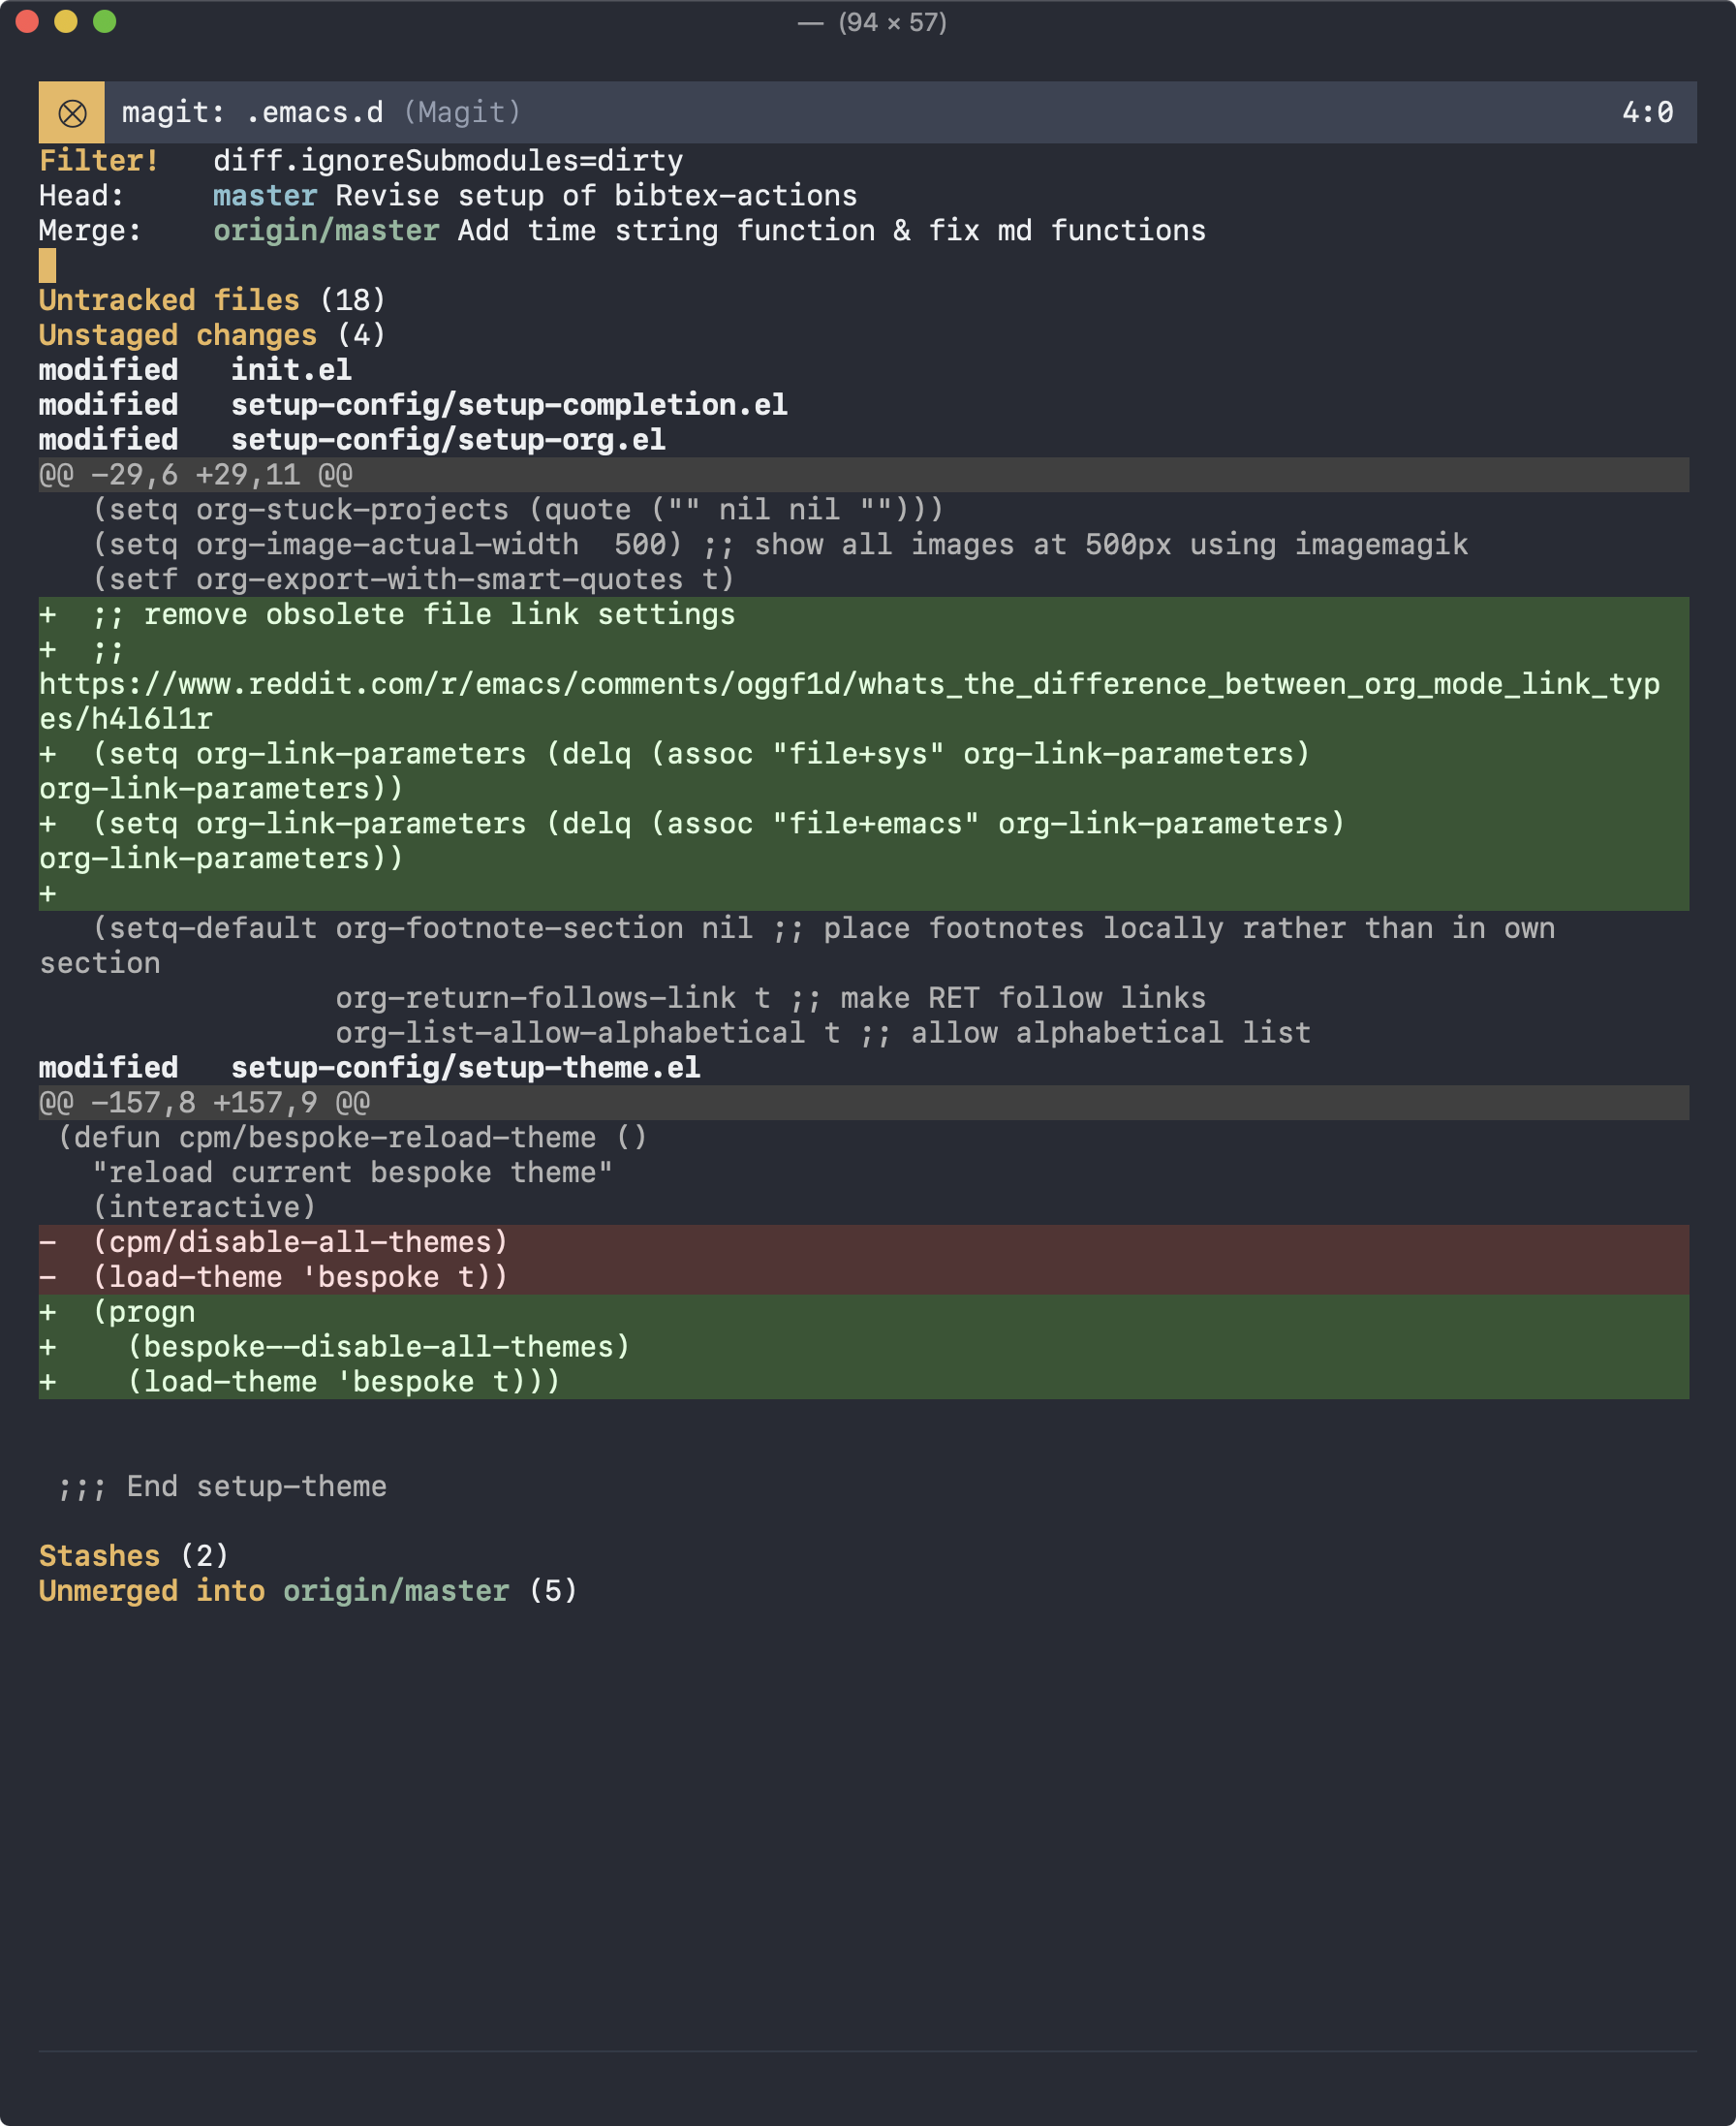 — (94 × 57)
magit: .emacs.d (Magit) 4:0
Filter!   diff.ignoreSubmodules=dirty
Head:     master Revise setup of bibtex-actions
Merge:    origin/master Add time string function & fix md functions
Untracked files (18)
Unstaged changes (4)
modified   init.el
modified   setup-config/setup-completion.el
modified   setup-config/setup-org.el
@@ -29,6 +29,11 @@
   (setq org-stuck-projects (quote ("" nil nil "")))
   (setq org-image-actual-width  500) ;; show all images at 500px using imagemagik
   (setf org-export-with-smart-quotes t)
+  ;; remove obsolete file link settings
+  ;;
https://www.reddit.com/r/emacs/comments/oggf1d/whats_the_difference_between_org_mode_link_typ
es/h4l6l1r
+  (setq org-link-parameters (delq (assoc "file+sys" org-link-parameters)
org-link-parameters))
+  (setq org-link-parameters (delq (assoc "file+emacs" org-link-parameters)
org-link-parameters))
+
   (setq-default org-footnote-section nil ;; place footnotes locally rather than in own
section
                 org-return-follows-link t ;; make RET follow links
                 org-list-allow-alphabetical t ;; allow alphabetical list
modified   setup-config/setup-theme.el
@@ -157,8 +157,9 @@
 (defun cpm/bespoke-reload-theme ()
   "reload current bespoke theme"
   (interactive)
-  (cpm/disable-all-themes)
-  (load-theme 'bespoke t))
+  (progn
+    (bespoke--disable-all-themes)
+    (load-theme 'bespoke t)))
 ;;; End setup-theme
Stashes (2)
Unmerged into origin/master (5)